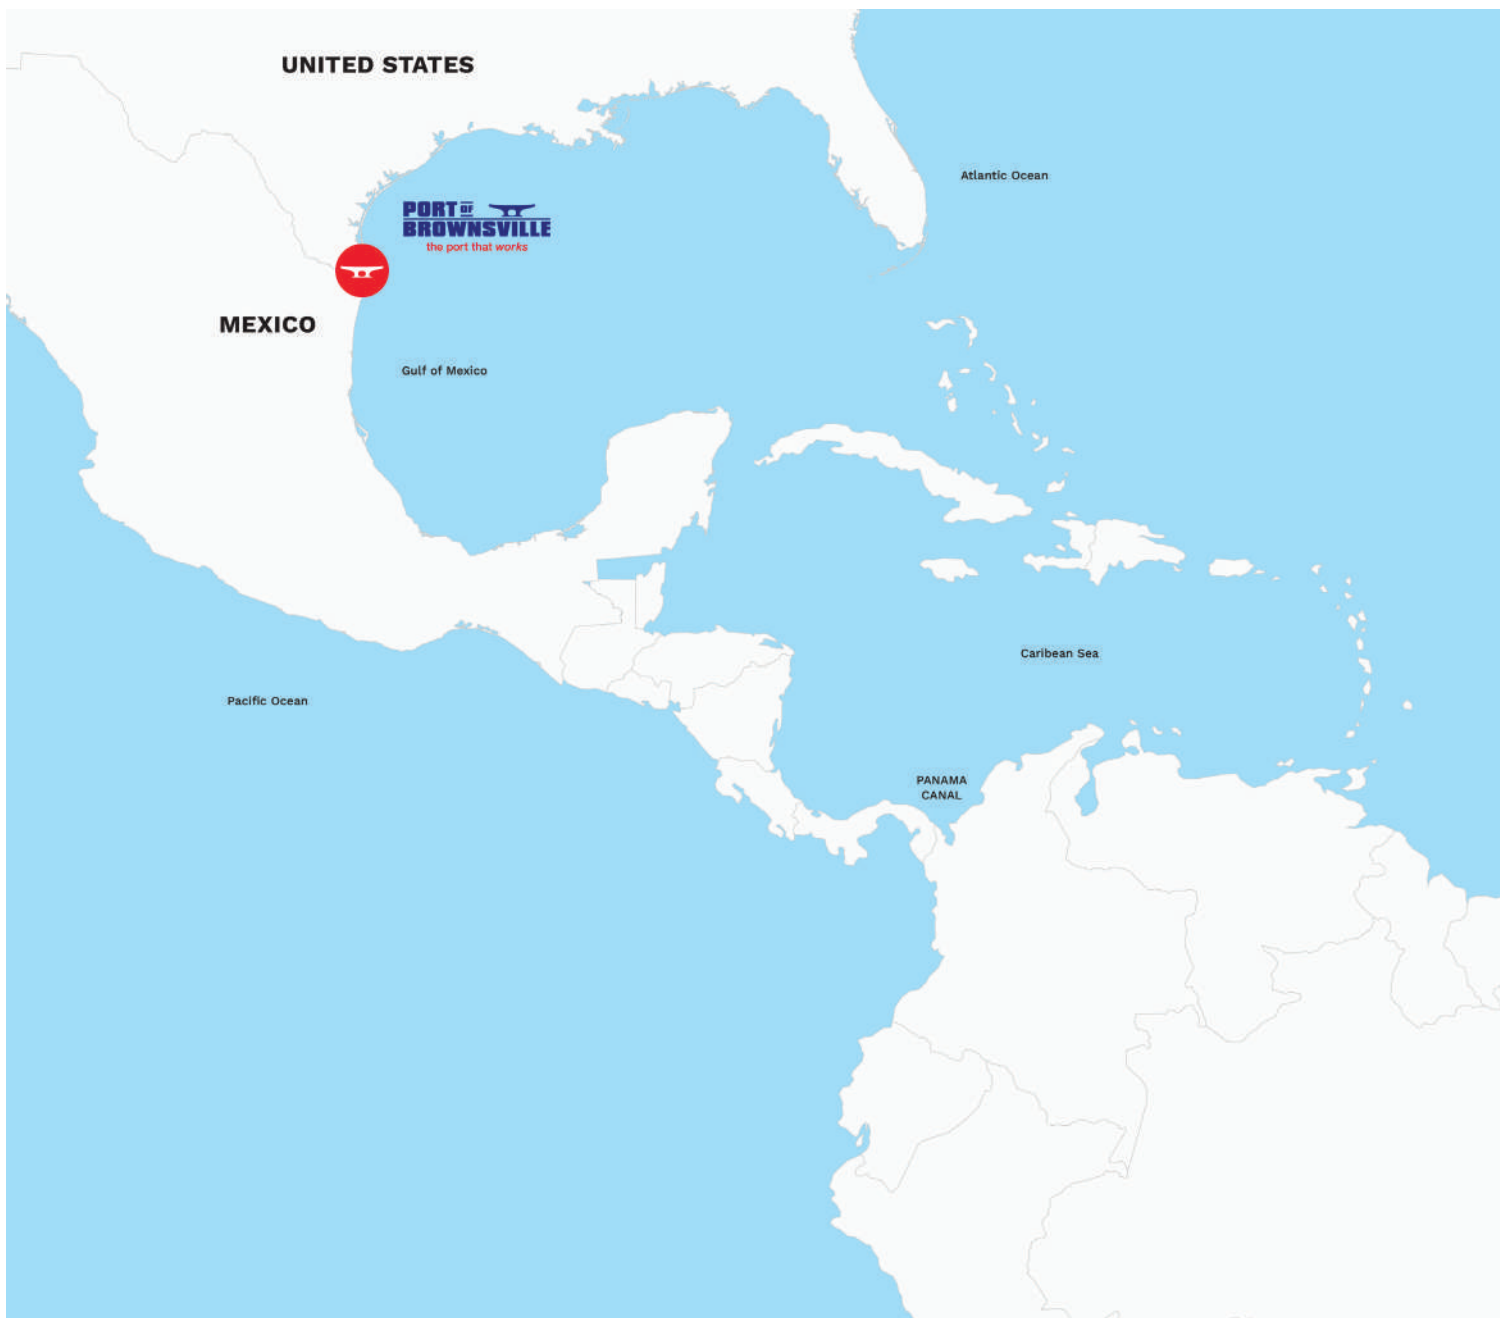 UNITED STATES
Atlantic Ocean
PORT OF
BROWNSVILLE
the port that works
MEXICO
Gulf of Mexico
Caribean Sea
Pacific Ocean
PANAMA
CANAL